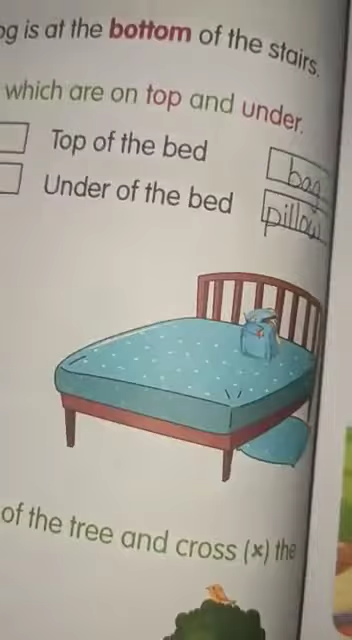 og is at the bottom of the stairs.
which are on top and under.
Top of the bed bag
Under of the bed pillow
of the tree and cross (×) the